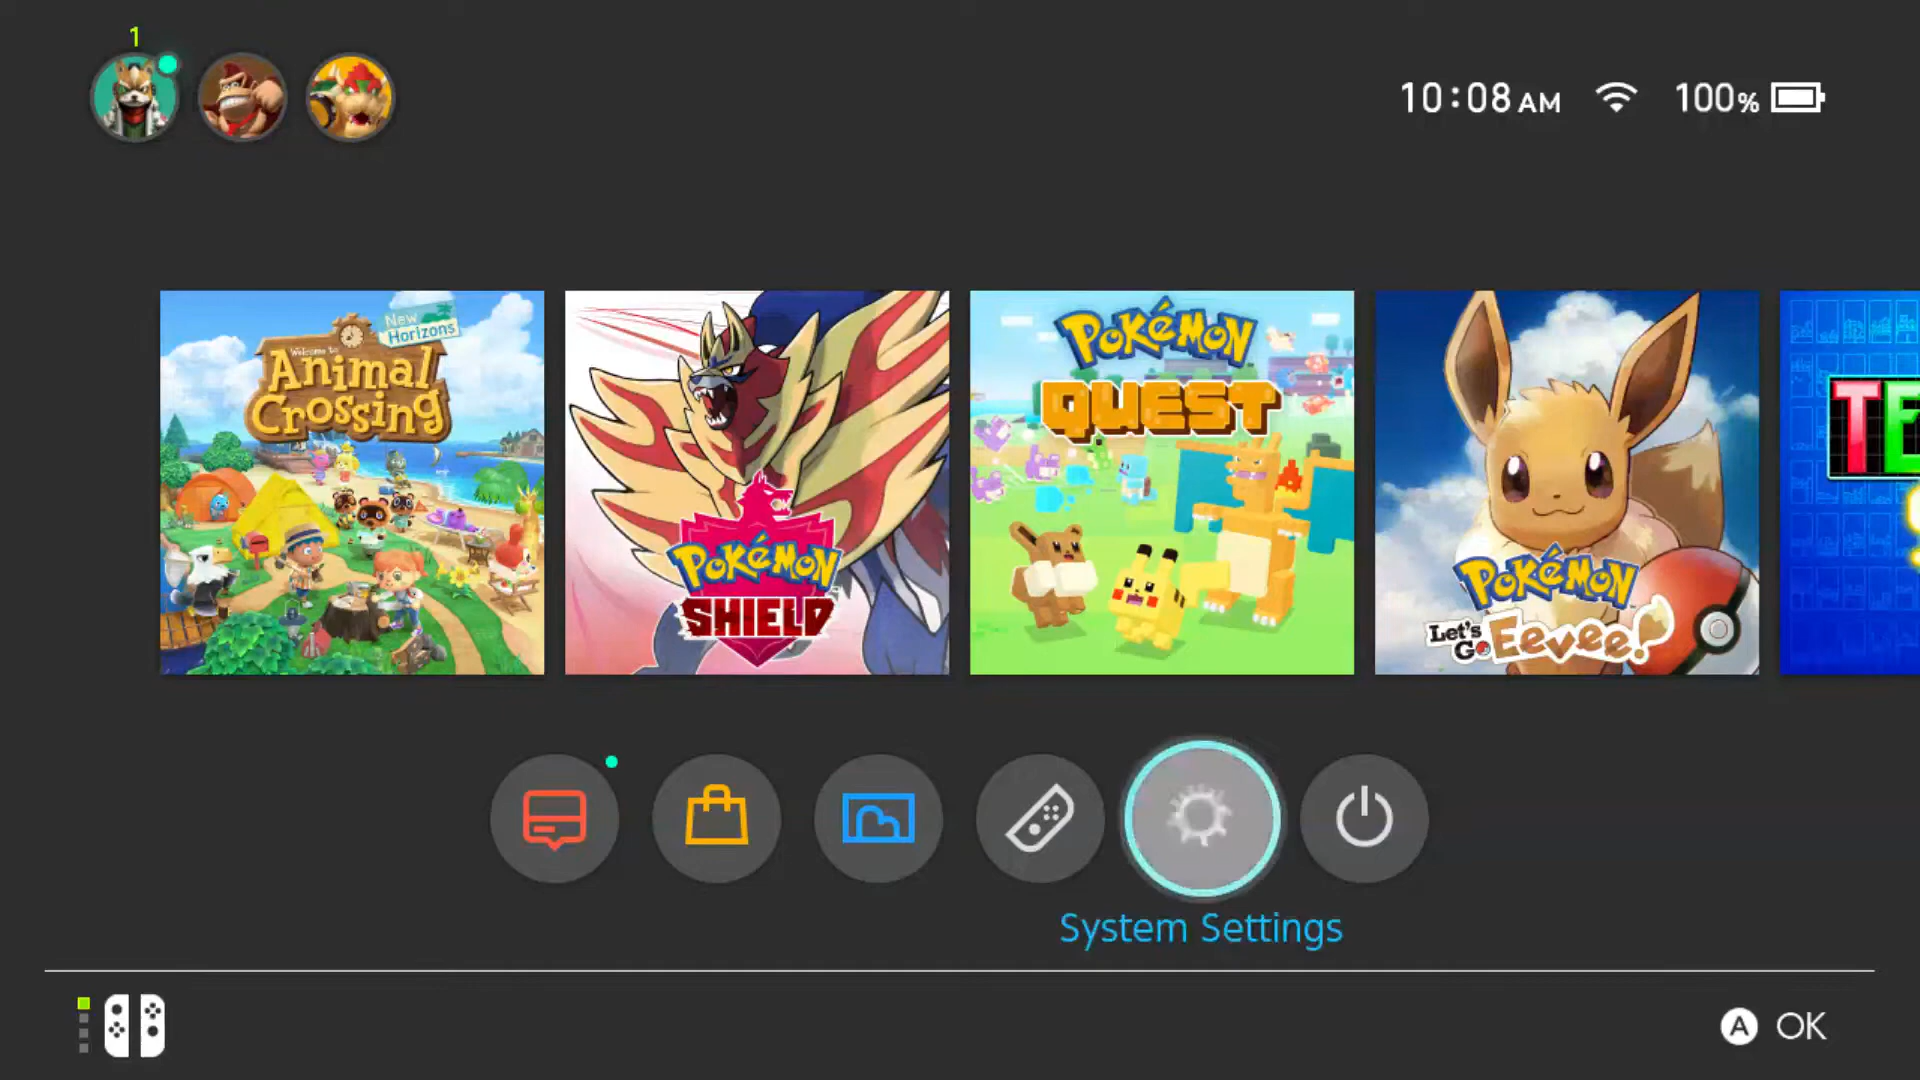 1
10:08 AM 100%
New
Horizons
Welcome to
Animal
Crossing
Pokémon
SHIELD
Pokémon
QUEST
Pokémon
Let's
Go
Eevee!
TE
System Settings
A OK